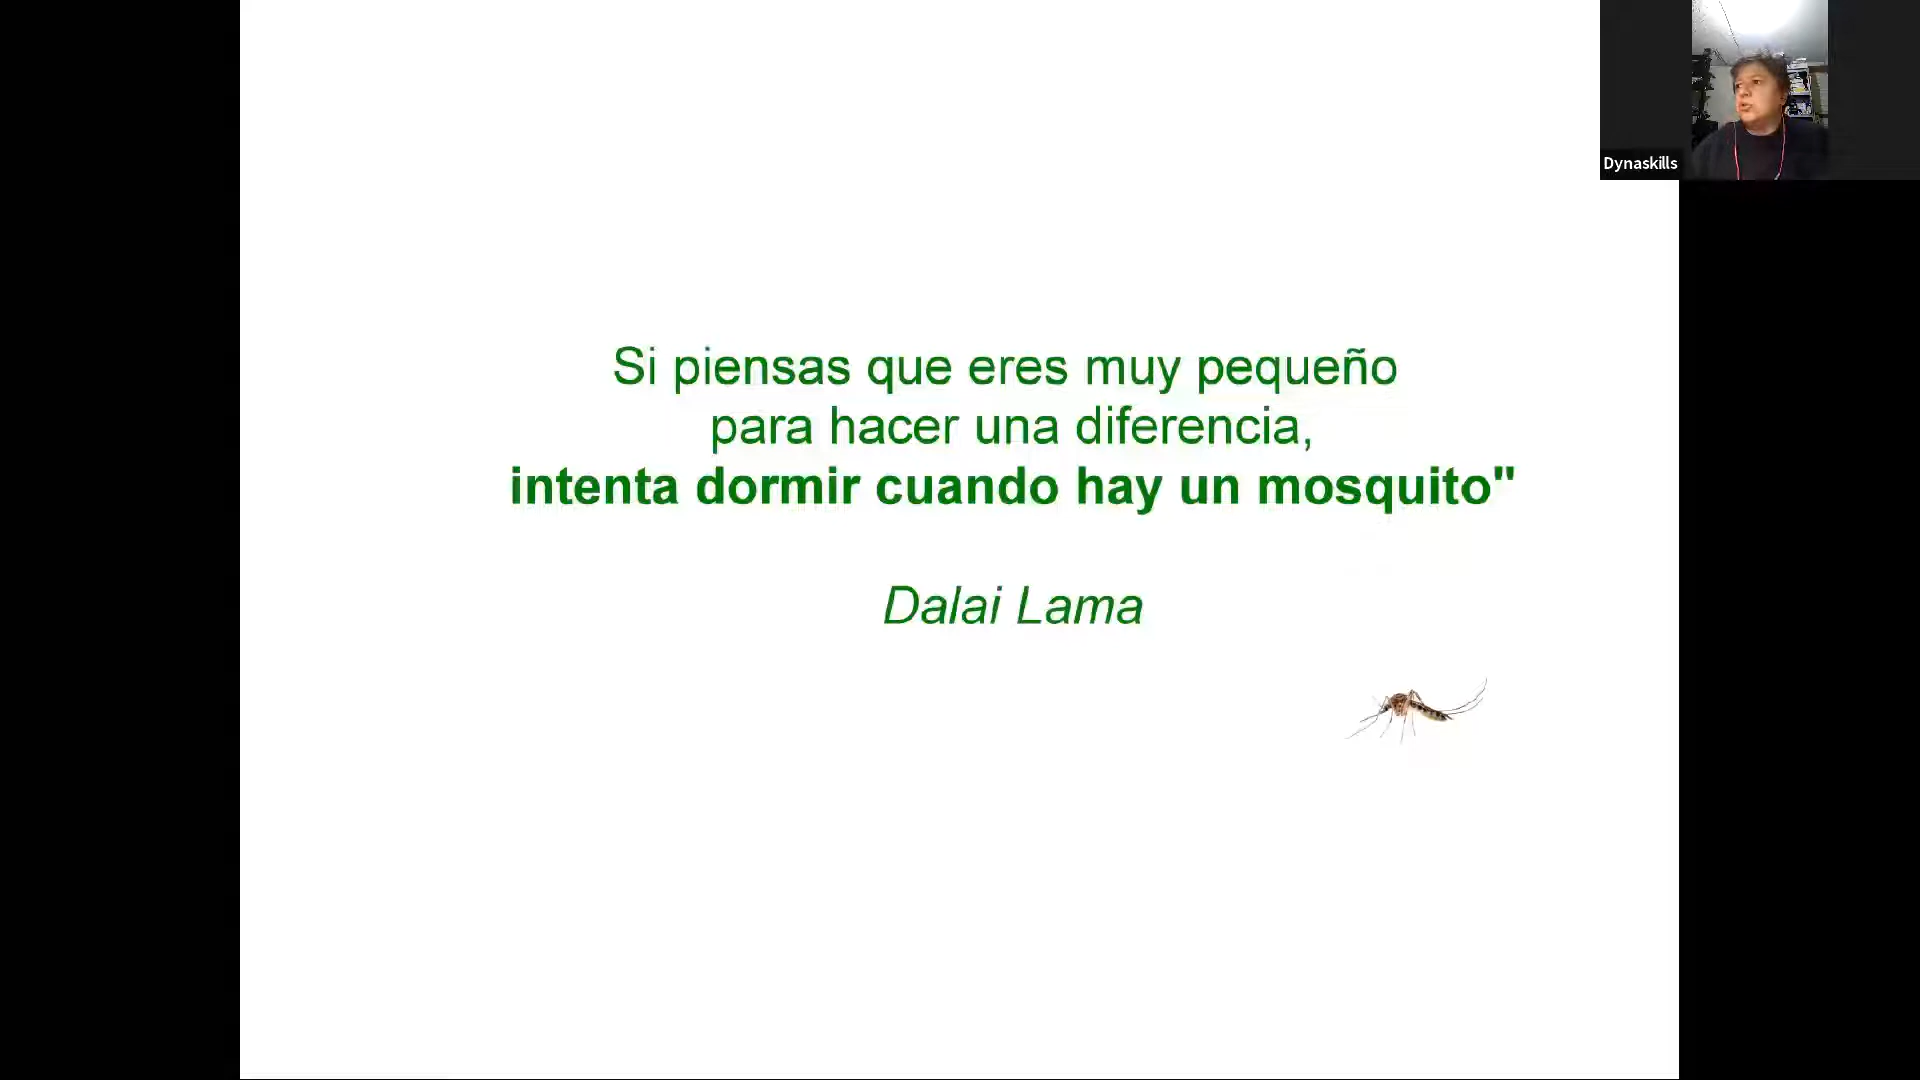 Dynaskills
Si piensas que eres muy pequeño
para hacer una diferencia,
intenta dormir cuando hay un mosquito"
Dalai Lama